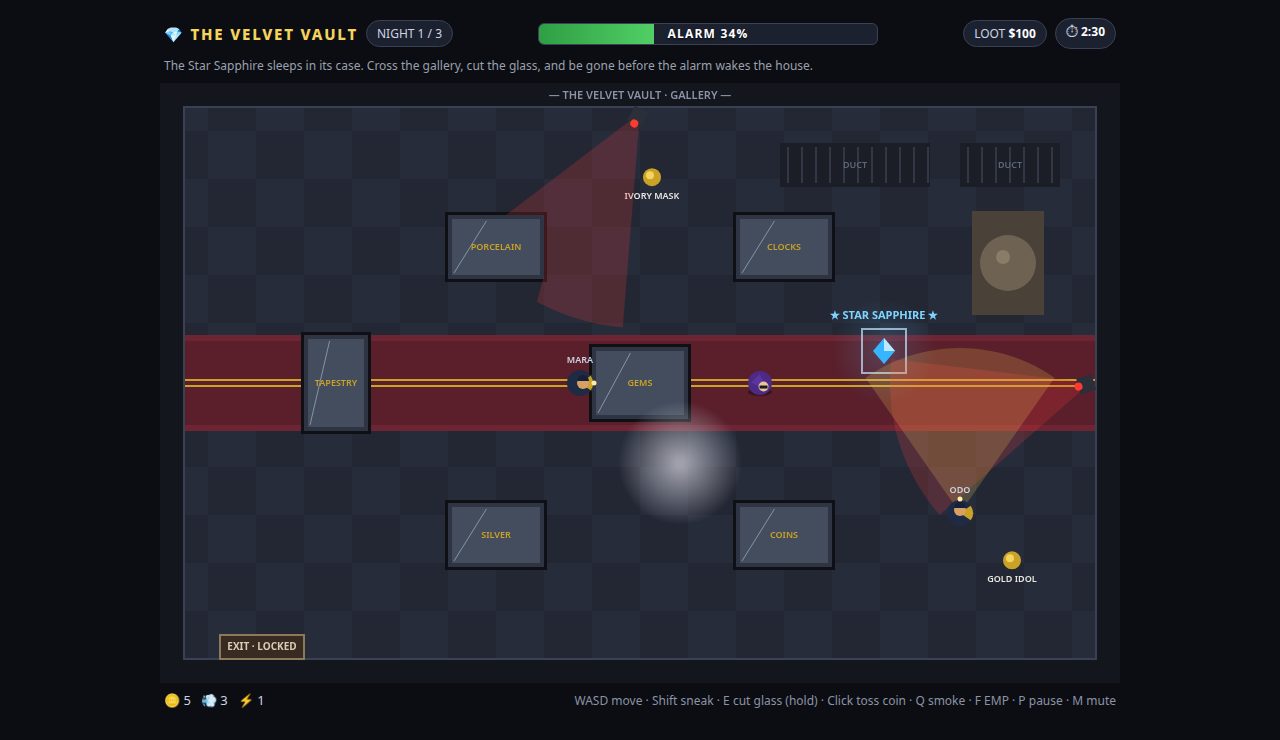 💎 THE VELVET VAULT
NIGHT 1 / 3
ALARM 34%
LOOT $100
⏱ 2:30
The Star Sapphire sleeps in its case. Cross the gallery, cut the glass, and be gone before the alarm wakes the house.
— THE VELVET VAULT · GALLERY —
DUCT
DUCT
IVORY MASK
PORCELAIN
CLOCKS
★ STAR SAPPHIRE ★
MARA
TAPESTRY
GEMS
ODO
SILVER
COINS
GOLD IDOL
EXIT · LOCKED
🪙 5 💨 3 ⚡ 1
WASD move · Shift sneak · E cut glass (hold) · Click toss coin · Q smoke · F EMP · P pause · M mute